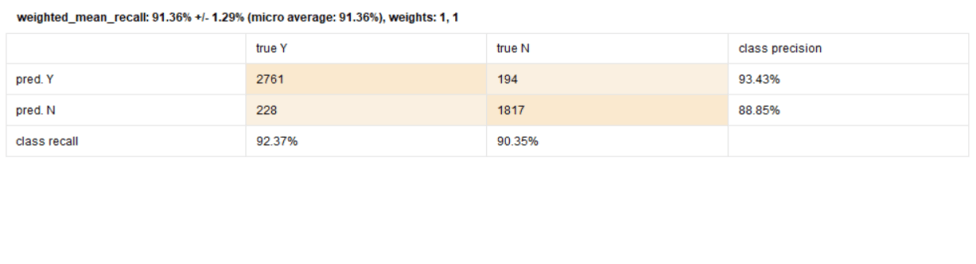 weighted_mean_recall: 91.36% +/- 1.29% (micro average: 91.36%), weights: 1, 1
true Y true N class precision
pred. Y 2761 194 93.43%
pred. N 228 1817 88.85%
class recall 92.37% 90.35%